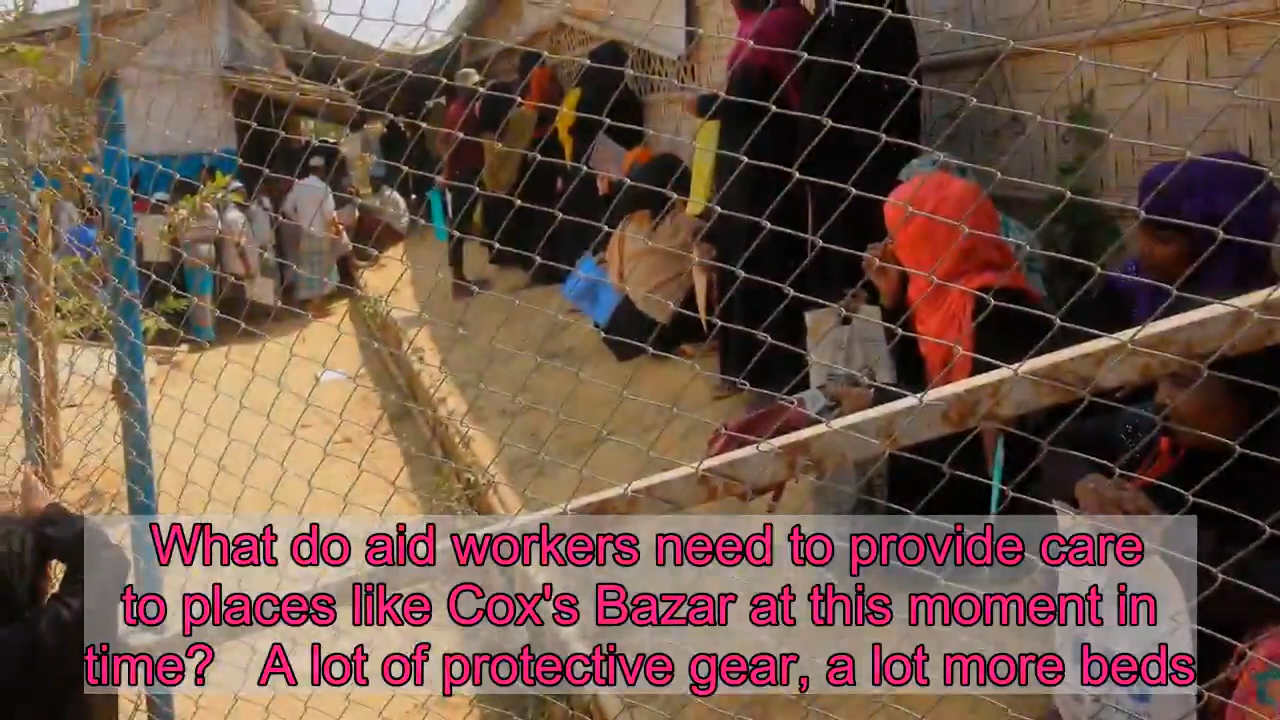 What do aid workers need to provide care
to places like Cox's Bazar at this moment in
time?   A lot of protective gear, a lot more beds